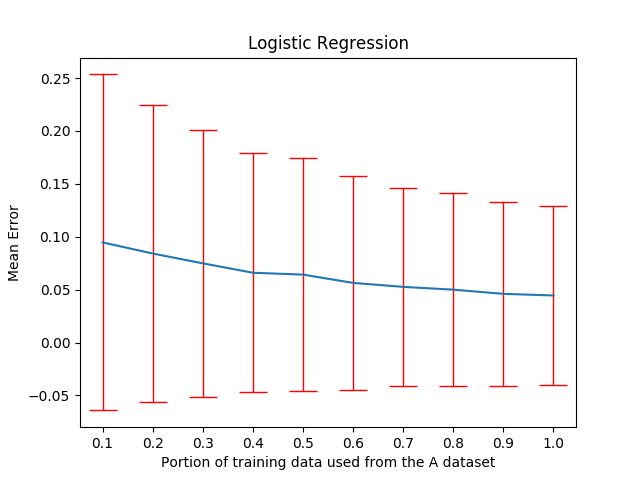 Logistic Regression
Mean Error
0.25
0.20
0.15
0.10
0.05
0.00
−0.05
0.1 0.2 0.3 0.4 0.5 0.6 0.7 0.8 0.9 1.0
Portion of training data used from the A dataset